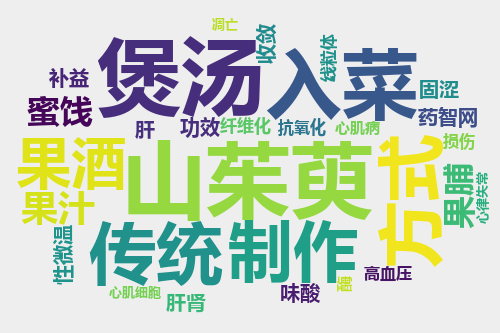 凋亡
煲汤
入菜
收敛
线粒体
补益
固涩
蜜饯
药智网
肝
功效
纤维化
抗氧化
心肌病
损伤
果酒
山茱萸
方式
果脯
心律失常
果汁
传统
制作
性微温
高血压
酶
心肌细胞
肝肾
味酸